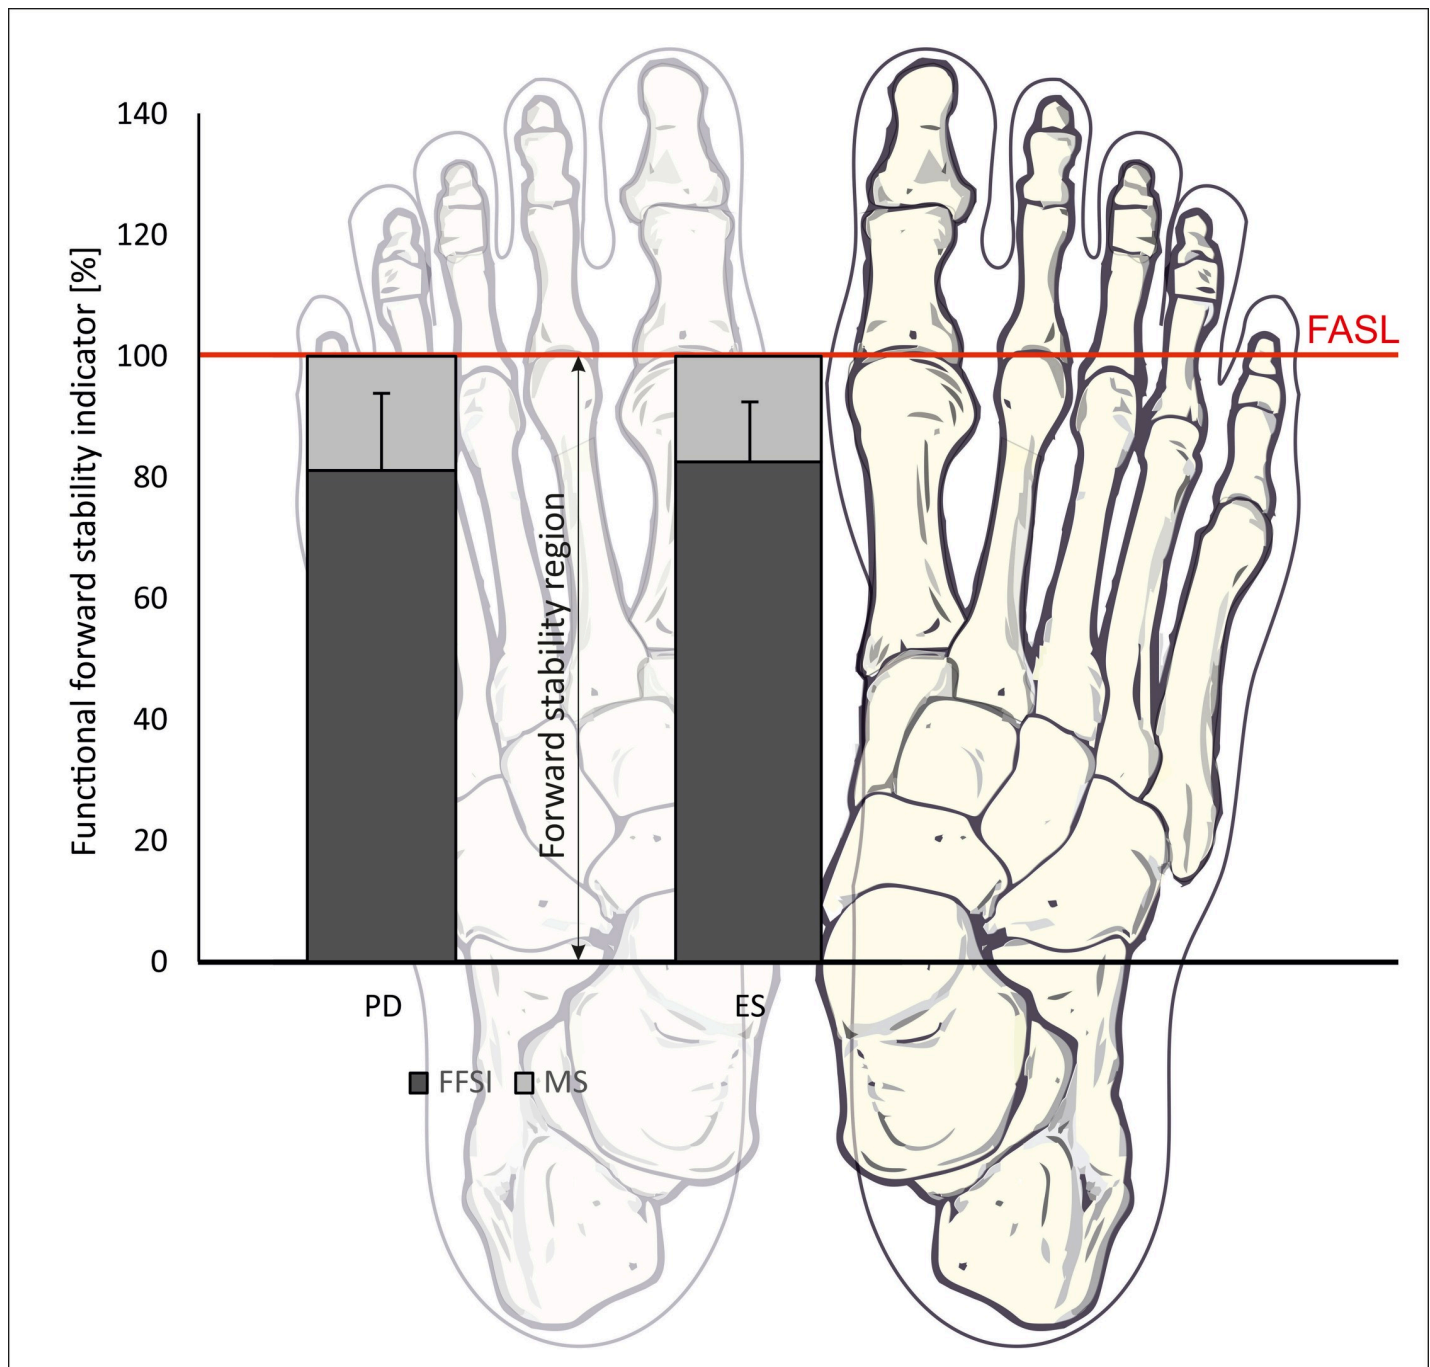 Functional forward stability indicator [%]
140
120
100
80
60
40
20
0
FASL
Forward stability region
PD
ES
FFSI
MS